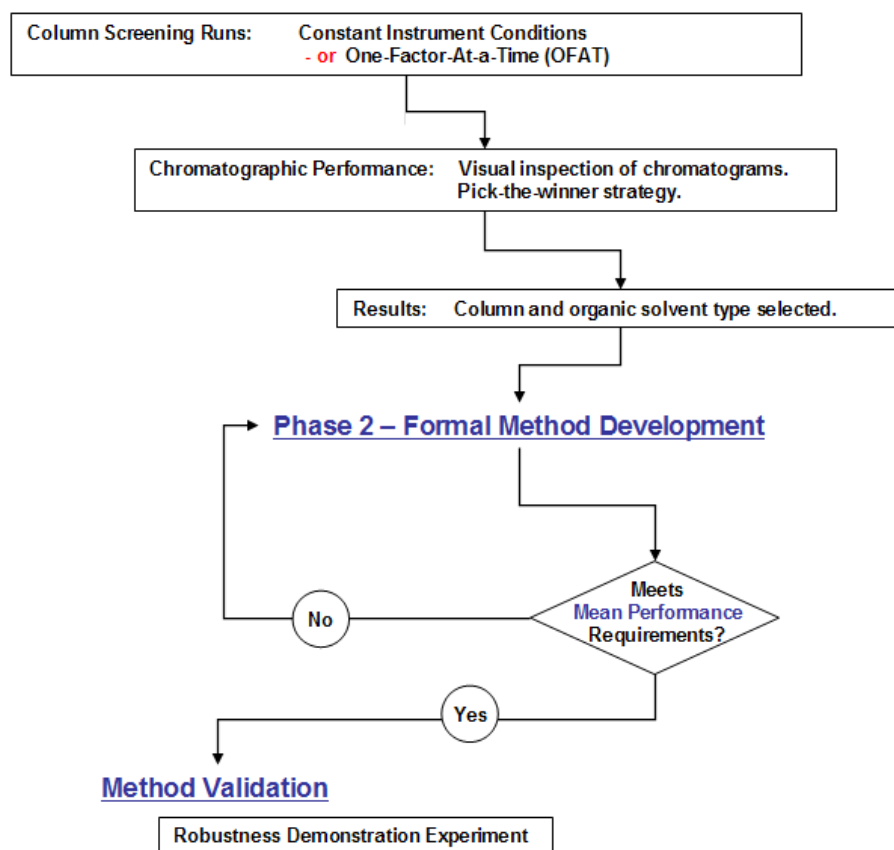 Column Screening Runs: Constant Instrument Conditions
- or One-Factor-At-a-Time (OFAT)
Chromatographic Performance: Visual inspection of chromatograms.
Pick-the-winner strategy.
Results: Column and organic solvent type selected.
Phase 2 – Formal Method Development
Meets
Mean Performance
Requirements?
No
Yes
Method Validation
Robustness Demonstration Experiment